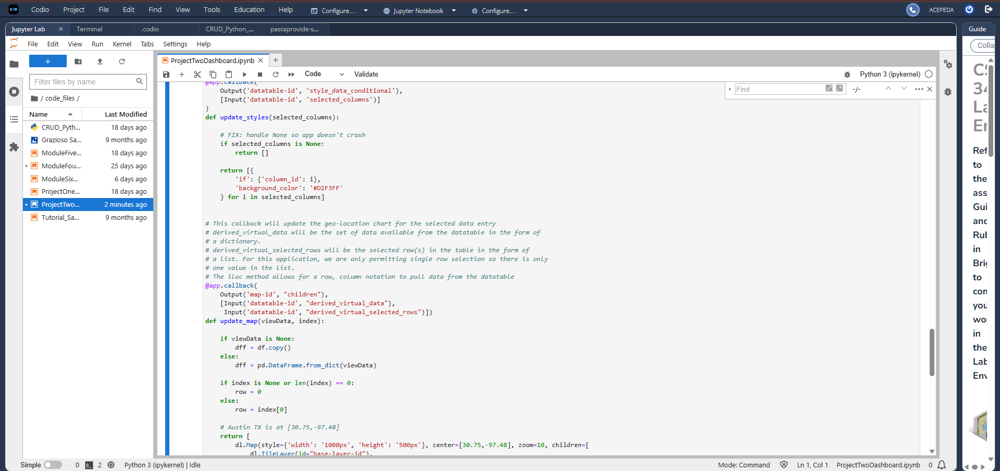 Codio Project File Edit Find View Tools Education Help Configure.... Jupyter Notebook Configure.... ACEPEDA
Jupyter Lab Terminal .codio CRUD_Python_... pastaprovide-s... Guide
File Edit View Run Kernel Tabs Settings Help
ProjectTwoDashboard.ipynb
Code Validate Python 3 (ipykernel)
Filter files by name
/ code_files /
Name Last Modified
CRUD_Pyth... 18 days ago
Grazioso Sa... 9 months ago
ModuleFive... 18 days ago
ModuleFou... 25 days ago
ModuleSix... 6 days ago
ProjectOne... 18 days ago
ProjectTwo... 2 minutes ago
Tutorial_Sa... 9 months ago
Find -/-
@app.callback(
Output('datatable-id', 'style_data_conditional'),
[Input('datatable-id', 'selected_columns')]
)
def update_styles(selected_columns):
# FIX: handle None so app doesn't crash
if selected_columns is None:
return []
return [{
'if': {'column_id': i},
'background_color': '#D2F3FF'
} for i in selected_columns]
# This callback will update the geo-location chart for the selected data entry
# derived_virtual_data will be the set of data available from the datatable in the form of
# a dictionary.
# derived_virtual_selected_rows will be the selected row(s) in the table in the form of
# a list. For this application, we are only permitting single row selection so there is only
# one value in the list.
# The iloc method allows for a row, column notation to pull data from the datatable
@app.callback(
Output('map-id', "children"),
[Input('datatable-id', "derived_virtual_data"),
Input('datatable-id', "derived_virtual_selected_rows")])
def update_map(viewData, index):
if viewData is None:
dff = df.copy()
else:
dff = pd.DataFrame.from_dict(viewData)
if index is None or len(index) == 0:
row = 0
else:
row = index[0]
# Austin TX is at [30.75,-97.48]
return [
dl.Map(style={'width': '1000px', 'height': '500px'}, center=[30.75,-97.48], zoom=10, children=[
dl.TileLayer(id="base-layer-id"),
Colla
CS
34
La
En
Ref
to
the
ass
Gui
and
Rub
in
Brig
to
com
you
wor
in
the
Lab
Env
Simple 0 2 Python 3 (ipykernel) | Idle Mode: Command Ln 1, Col 1 ProjectTwoDashboard.ipynb 0